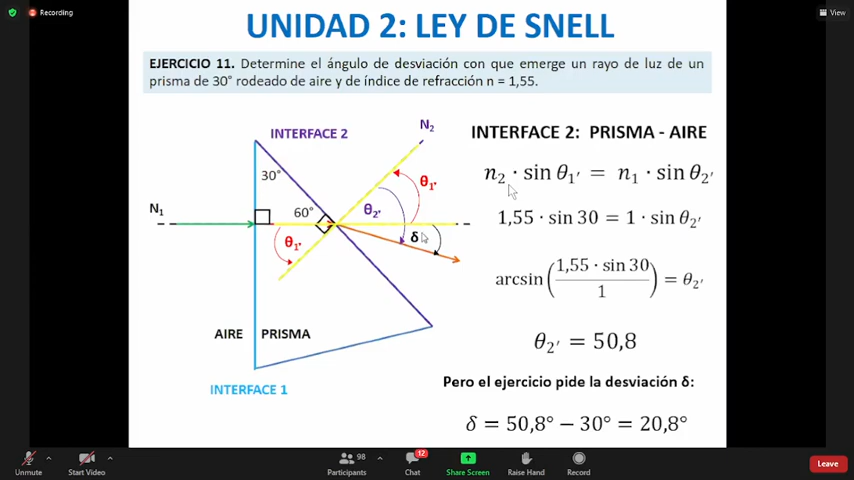 Recording
View
UNIDAD 2: LEY DE SNELL
EJERCICIO 11. Determine el ángulo de desviación con que emerge un rayo de luz de un
prisma de 30° rodeado de aire y de índice de refracción n = 1,55.
N₂
INTERFACE 2
INTERFACE 2: PRISMA - AIRE
30°
θ₁'
n₂ · sin θ₁' = n₁ · sin θ₂'
N₁
60°
θ₂'
1,55 · sin 30 = 1 · sin θ₂'
θ₁'
δ
arcsin(1,55 · sin 30 / 1) = θ₂'
AIRE PRISMA
θ₂' = 50,8
INTERFACE 1
Pero el ejercicio pide la desviación δ:
δ = 50,8° − 30° = 20,8°
Unmute
Start Video
98
Participants
12
Chat
Share Screen
Raise Hand
Record
Leave